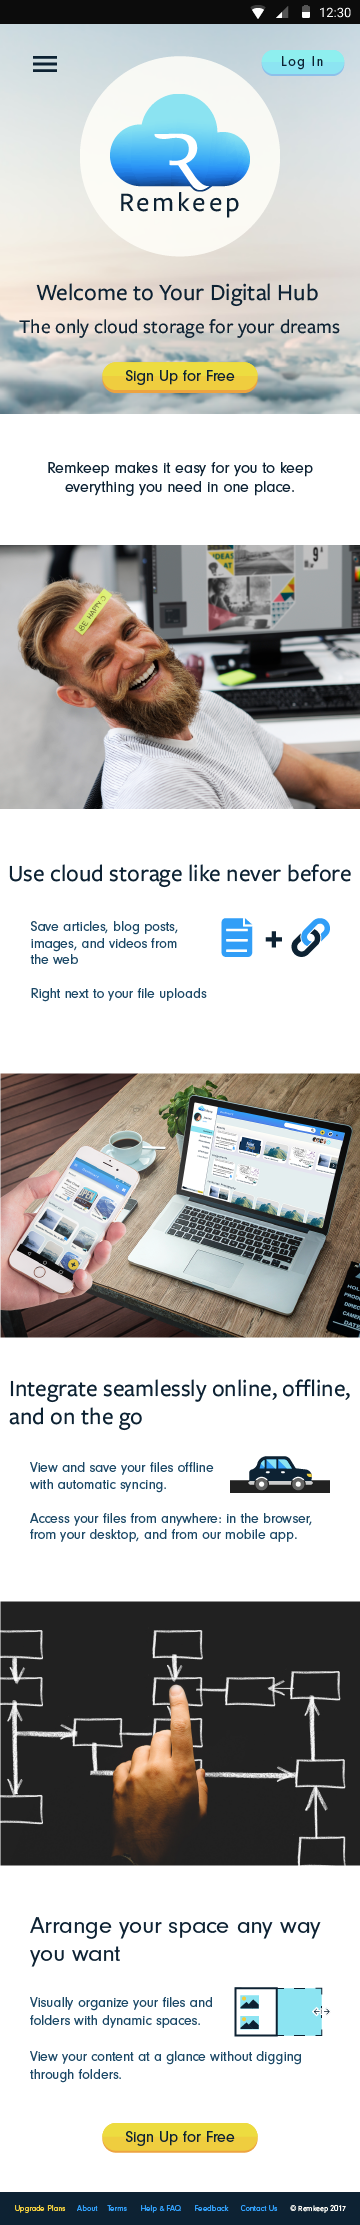 12:30
Log In
Remkeep
Welcome to Your Digital Hub
The only cloud storage for your dreams
Sign Up for Free
Remkeep makes it easy for you to keep
everything you need in one place.
BE HAPPY
IDEAS
AT
9
Use cloud storage like never before
Save articles, blog posts,
images, and videos from
the web
Right next to your file uploads
Integrate seamlessly online, offline,
and on the go
View and save your files offline
with automatic syncing.
Access your files from anywhere: in the browser,
from your desktop, and from our mobile app.
Arrange your space any way
you want
Visually organize your files and
folders with dynamic spaces.
View your content at a glance without digging
through folders.
Sign Up for Free
Upgrade Plans About Terms Help & FAQ Feedback Contact Us © Remkeep 2017